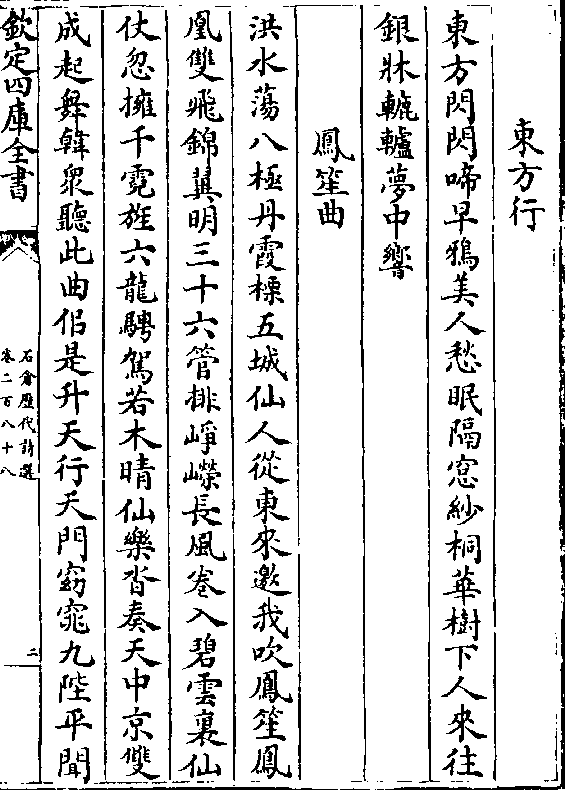 東方行
東方閃閃啼早鴉美人愁眠隔窓紗桐華樹下人來往
銀牀轆轤夢中響
鳳笙曲
洪水蕩八極丹霞標五城仙人從東來邀我吹鳳笙鳳
凰雙飛錦翼明三十六管排崢嶸長風卷入碧雲裏仙
仗忽擁千霓旌六龍騁駕若木晴仙樂沓奏天中京雙
成起舞韓衆聽此曲侣是升天行天門窈窕九陛平聞
欽定四庫全書
石倉歴代詩選
卷二百八十八
二